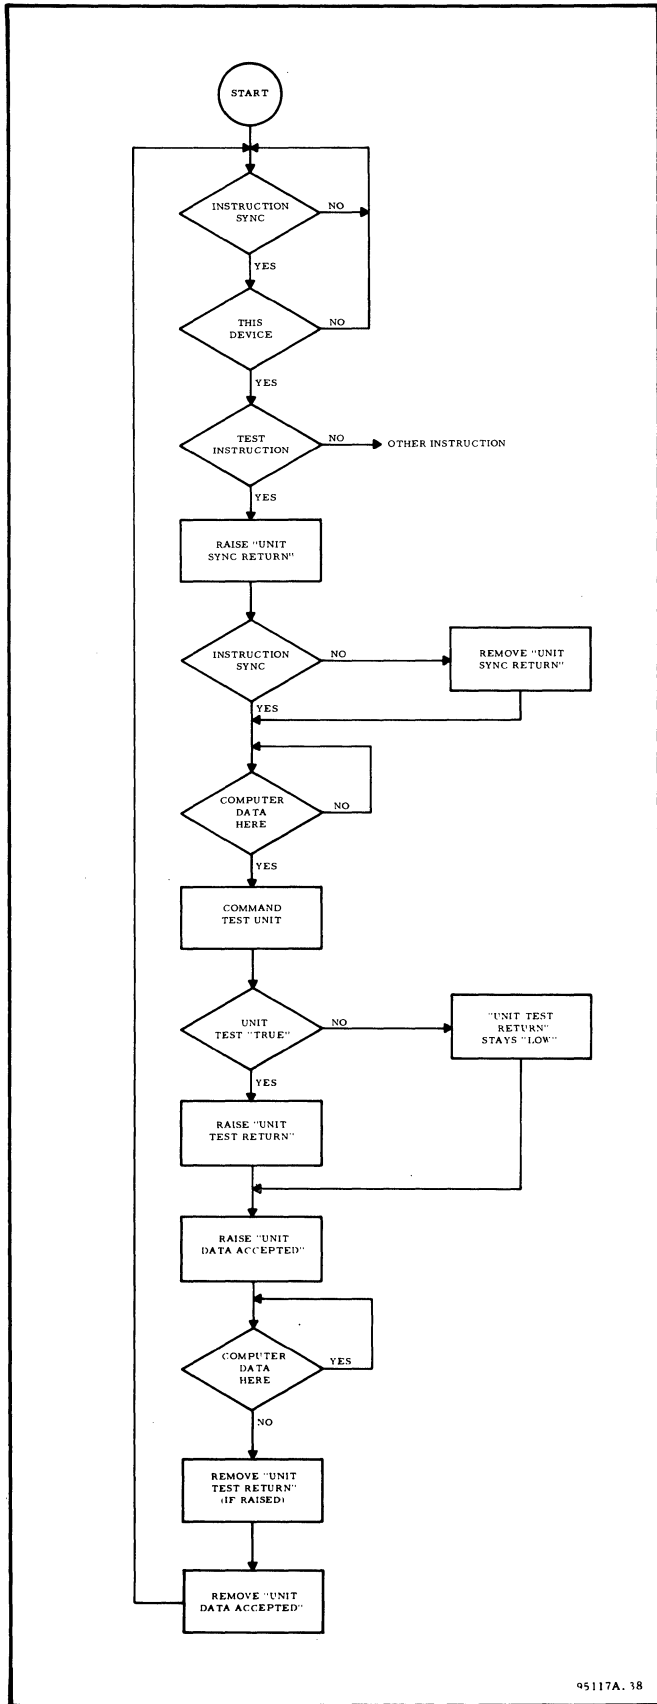 START
INSTRUCTION
SYNC
NO
YES
THIS
DEVICE
NO
YES
TEST
INSTRUCTION
NO
OTHER INSTRUCTION
YES
RAISE "UNIT
SYNC RETURN"
INSTRUCTION
SYNC
NO
REMOVE "UNIT
SYNC RETURN"
YES
COMPUTER
DATA
HERE
NO
YES
COMMAND
TEST UNIT
UNIT
TEST "TRUE"
NO
"UNIT TEST
RETURN"
STAYS "LOW"
YES
RAISE "UNIT
TEST RETURN"
RAISE "UNIT
DATA ACCEPTED"
COMPUTER
DATA
HERE
YES
NO
REMOVE "UNIT
TEST RETURN"
(IF RAISED)
REMOVE "UNIT
DATA ACCEPTED"
95117A.38